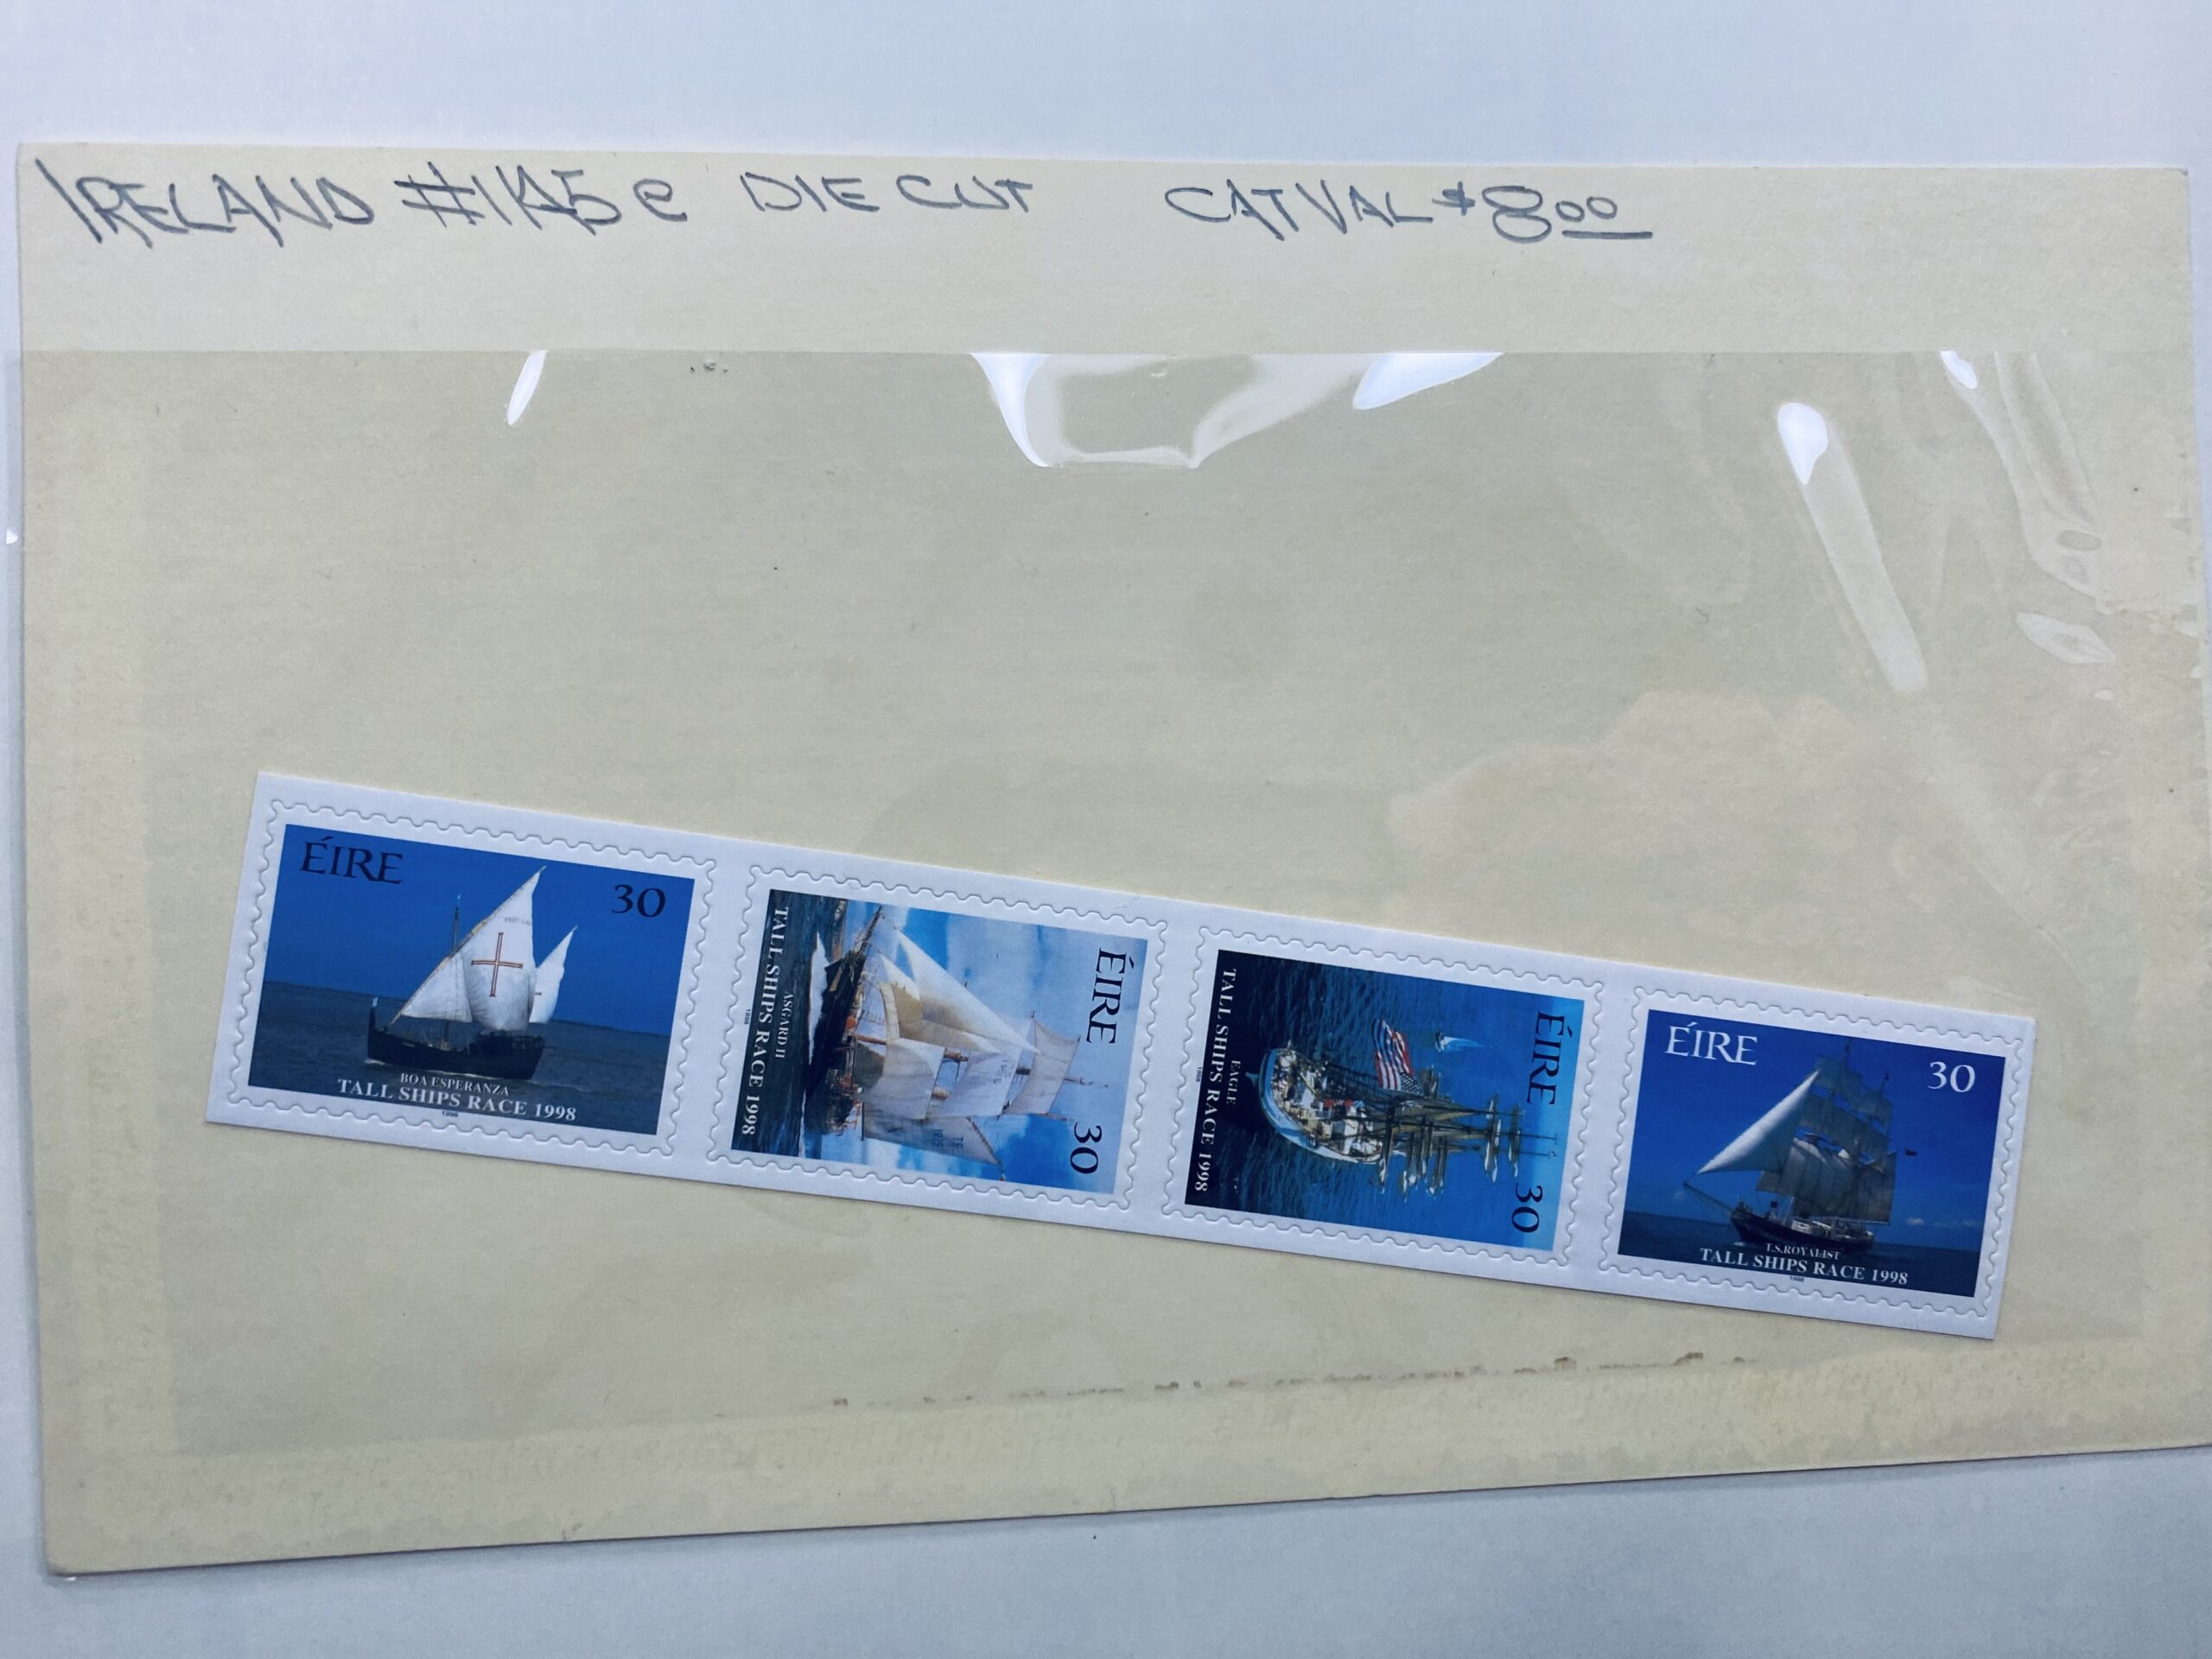 IRELAND #1145e DIE CUT CATVAL $8.00
ÉIRE
30
BOA ESPERANZA
TALL SHIPS RACE 1998
1998
ÉIRE
30
ASGARD II
TALL SHIPS RACE 1998
1998
ÉIRE
30
EAGLE
TALL SHIPS RACE 1998
1998
ÉIRE
30
T.S.ROYALIST
TALL SHIPS RACE 1998
1998